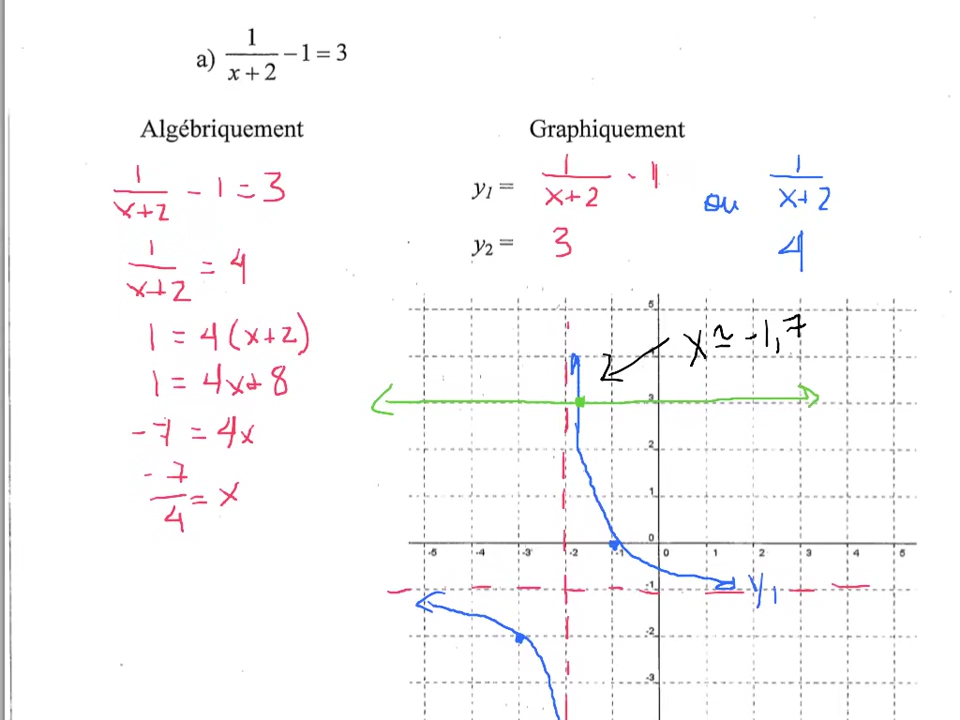 a) 1/(x+2) − 1 = 3
Algébriquement
1/(x+2) - 1 = 3
1/(x+2) = 4
1 = 4(x+2)
1 = 4x+8
-7 = 4x
-7/4 = x
Graphiquement
y1 = 1/(x+2) - 1 ou 1/(x+2)
y2 = 3 4
x ≃ -1,7
5
3
2
1
0
-5 -4 -3 -2 -1 0 1 2 3 4 5
-1
y1
-2
-3